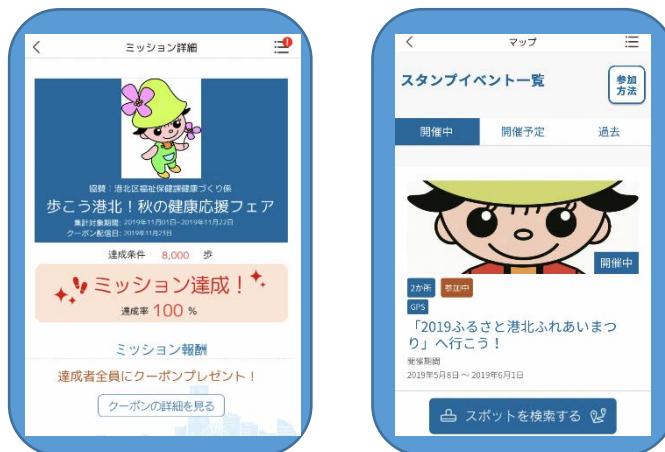 ミッション詳細
協賛：港北区福祉保健課健康づくり係
歩こう港北！秋の健康応援フェア
集計対象期間: 2019年11月01日~2019年11月22日
クーポン配信日: 2019年11月23日
達成条件 8,000 歩
ミッション達成！
達成率 100 %
ミッション報酬
達成者全員にクーポンプレゼント！
クーポンの詳細を見る
マップ
スタンプイベント一覧
参加
方法
開催中 開催予定 過去
開催中
2か所 参加中
GPS
「2019ふるさと港北ふれあいまつ
り」へ行こう！
開催期間
2019年5月8日 ～ 2019年6月1日
スポットを検索する